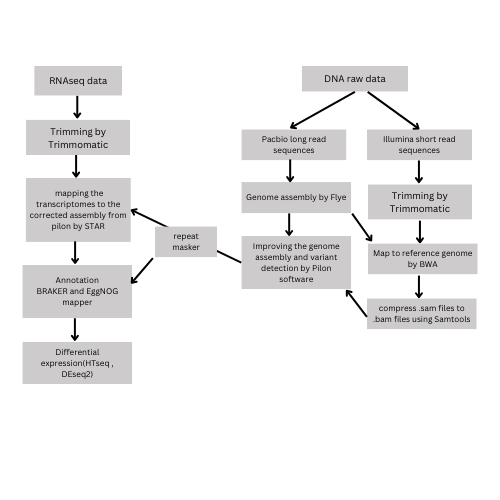 RNAseq data
Trimming by
Trimmomatic
mapping the
transcriptomes to the
corrected assembly from
pilon by STAR
Annotation
BRAKER and EggNOG
mapper
Differential
expression(HTseq ,
DEseq2)
repeat
masker
DNA raw data
Pacbio long read
sequences
Genome assembly by Flye
Improving the genome
assembly and variant
detection by Pilon
software
Illumina short read
sequences
Trimming by
Trimmomatic
Map to reference genome
by BWA
compress .sam files to
.bam files using Samtools